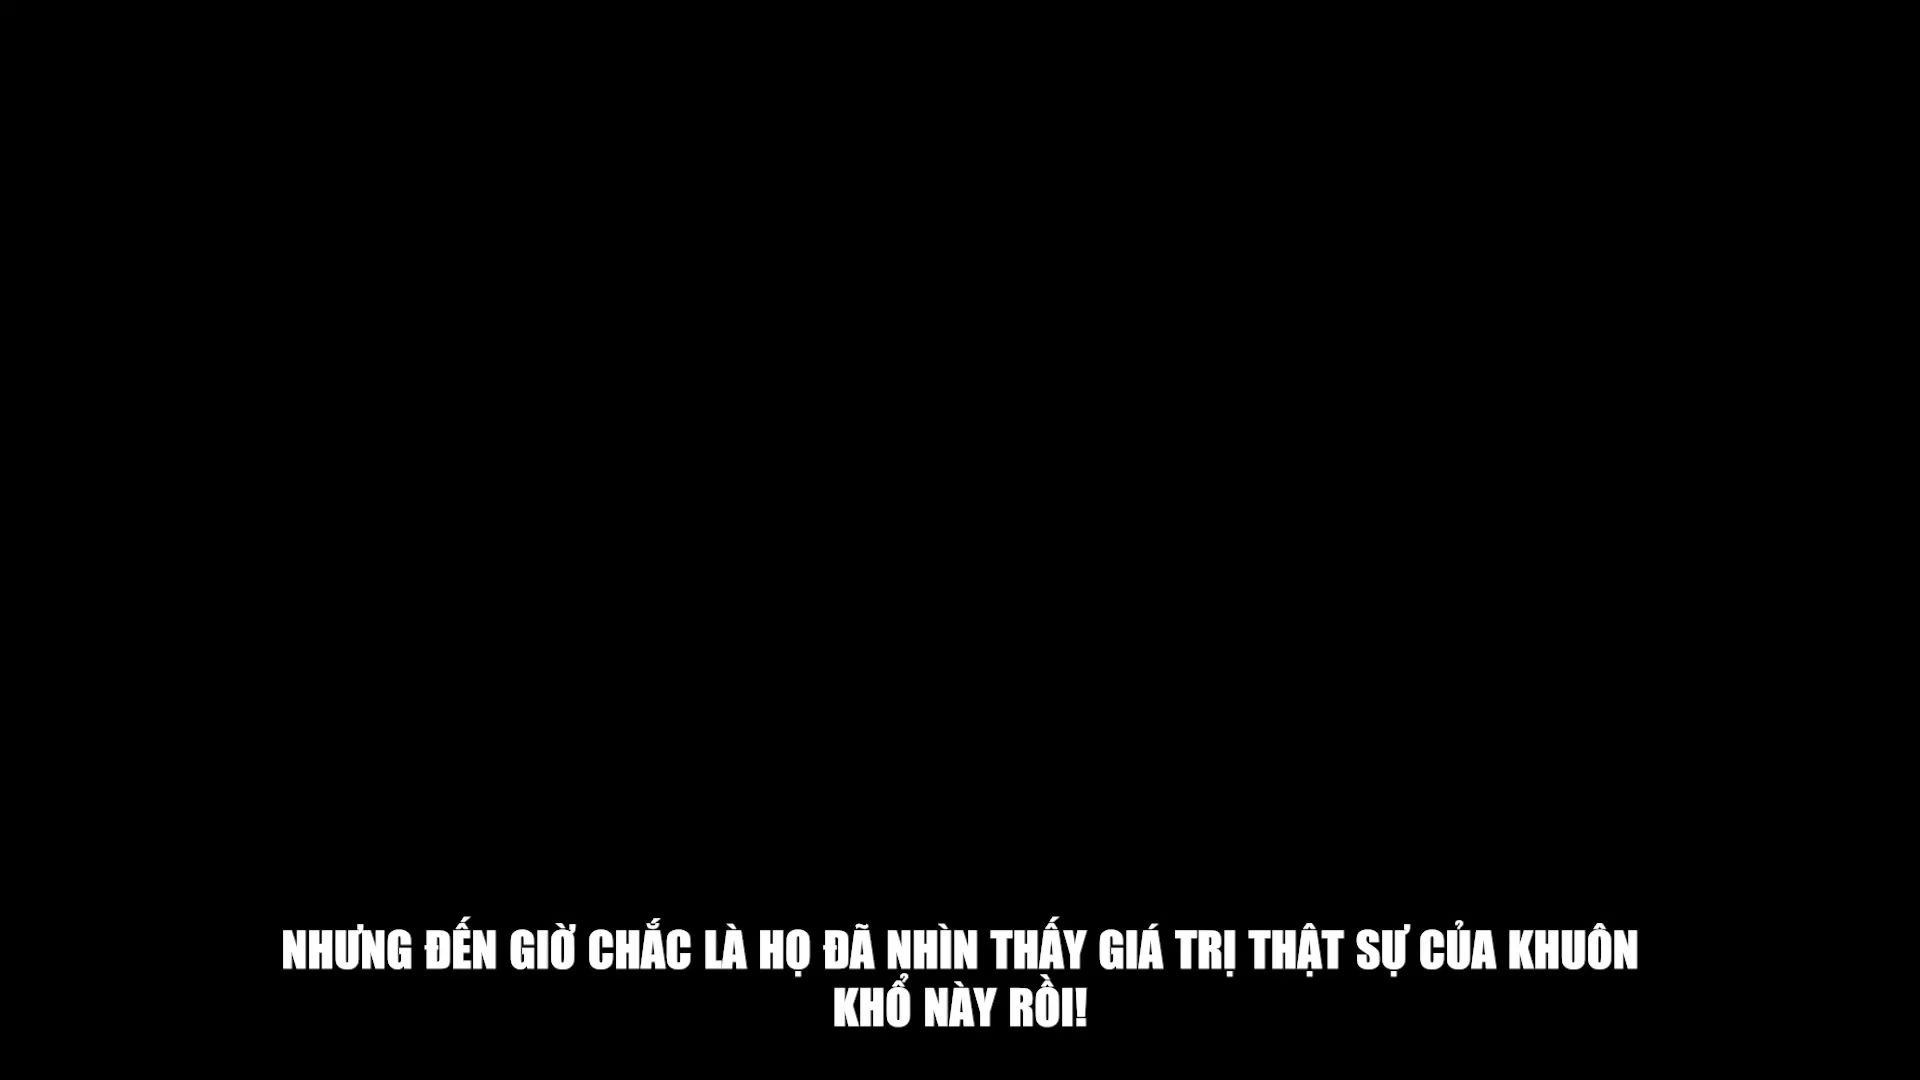 NHƯNG ĐẾN GIỜ CHẮC LÀ HỌ ĐÃ NHÌN THẤY GIÁ TRỊ THẬT SỰ CỦA KHUÔN
KHỔ NÀY RỒI!